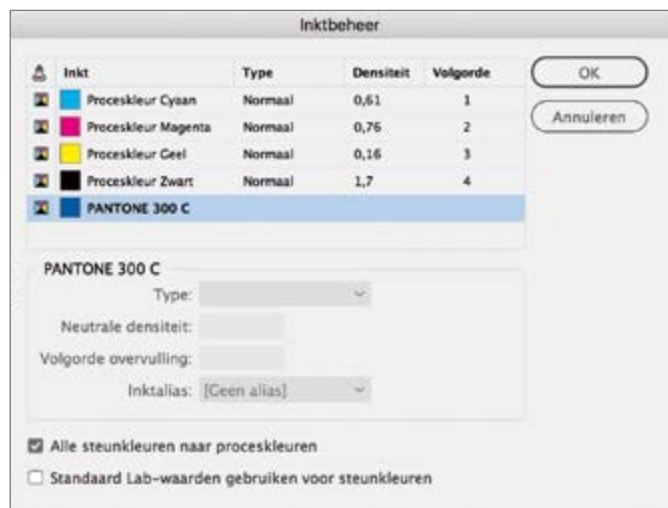 Inktbeheer
Inkt Type Densiteit Volgorde
Proceskleur Cyaan Normaal 0,61 1
Proceskleur Magenta Normaal 0,76 2
Proceskleur Geel Normaal 0,16 3
Proceskleur Zwart Normaal 1,7 4
PANTONE 300 C
OK
Annuleren
PANTONE 300 C
Type:
Neutrale densiteit:
Volgorde overvulling:
Inktalias: [Geen alias]
Alle steunkleuren naar proceskleuren
Standaard Lab-waarden gebruiken voor steunkleuren